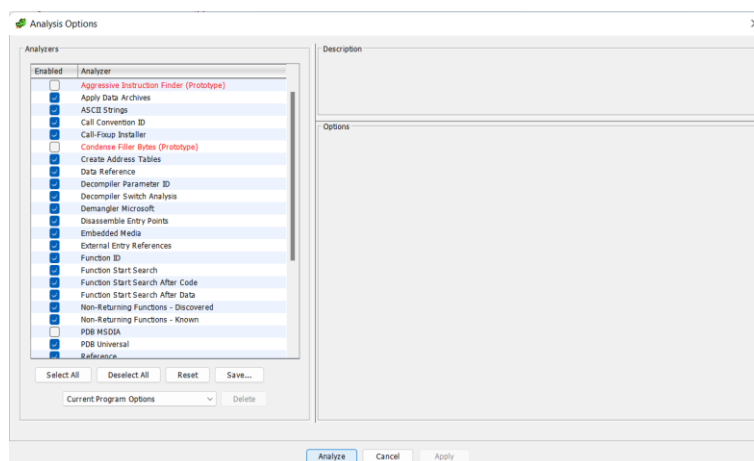 Analysis Options
Analyzers
Enabled Analyzer
Aggressive Instruction Finder (Prototype)
Apply Data Archives
ASCII Strings
Call Convention ID
Call-Fixup Installer
Condense Filler Bytes (Prototype)
Create Address Tables
Data Reference
Decompiler Parameter ID
Decompiler Switch Analysis
Demangler Microsoft
Disassemble Entry Points
Embedded Media
External Entry References
Function ID
Function Start Search
Function Start Search After Code
Function Start Search After Data
Non-Returning Functions - Discovered
Non-Returning Functions - Known
PDB MSDIA
PDB Universal
Reference
Select All Deselect All Reset Save...
Current Program Options Delete
Description
Options
Analyze Cancel Apply